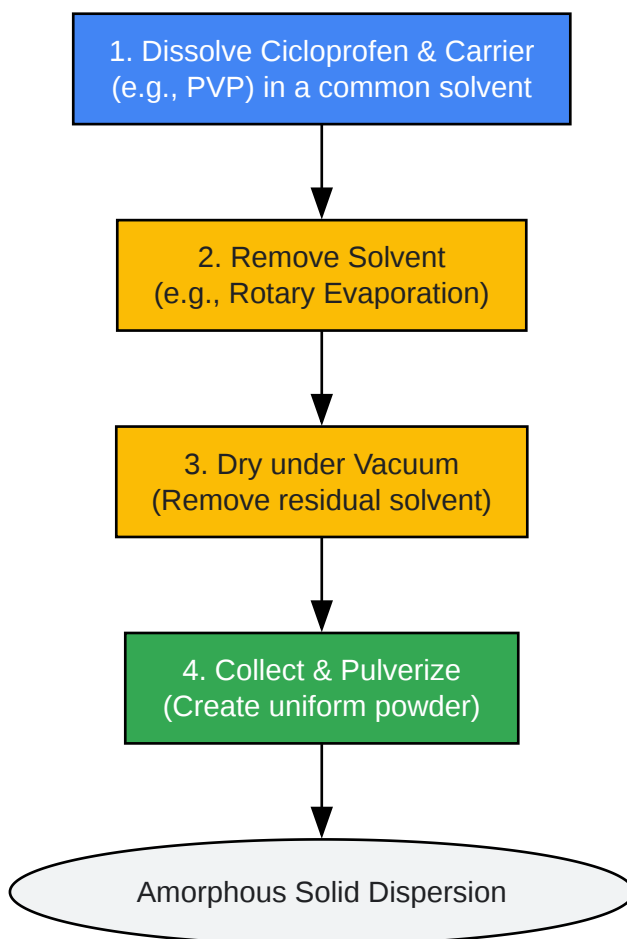 1. Dissolve Cicloprofen & Carrier
(e.g., PVP) in a common solvent
2. Remove Solvent
(e.g., Rotary Evaporation)
3. Dry under Vacuum
(Remove residual solvent)
4. Collect & Pulverize
(Create uniform powder)
Amorphous Solid Dispersion